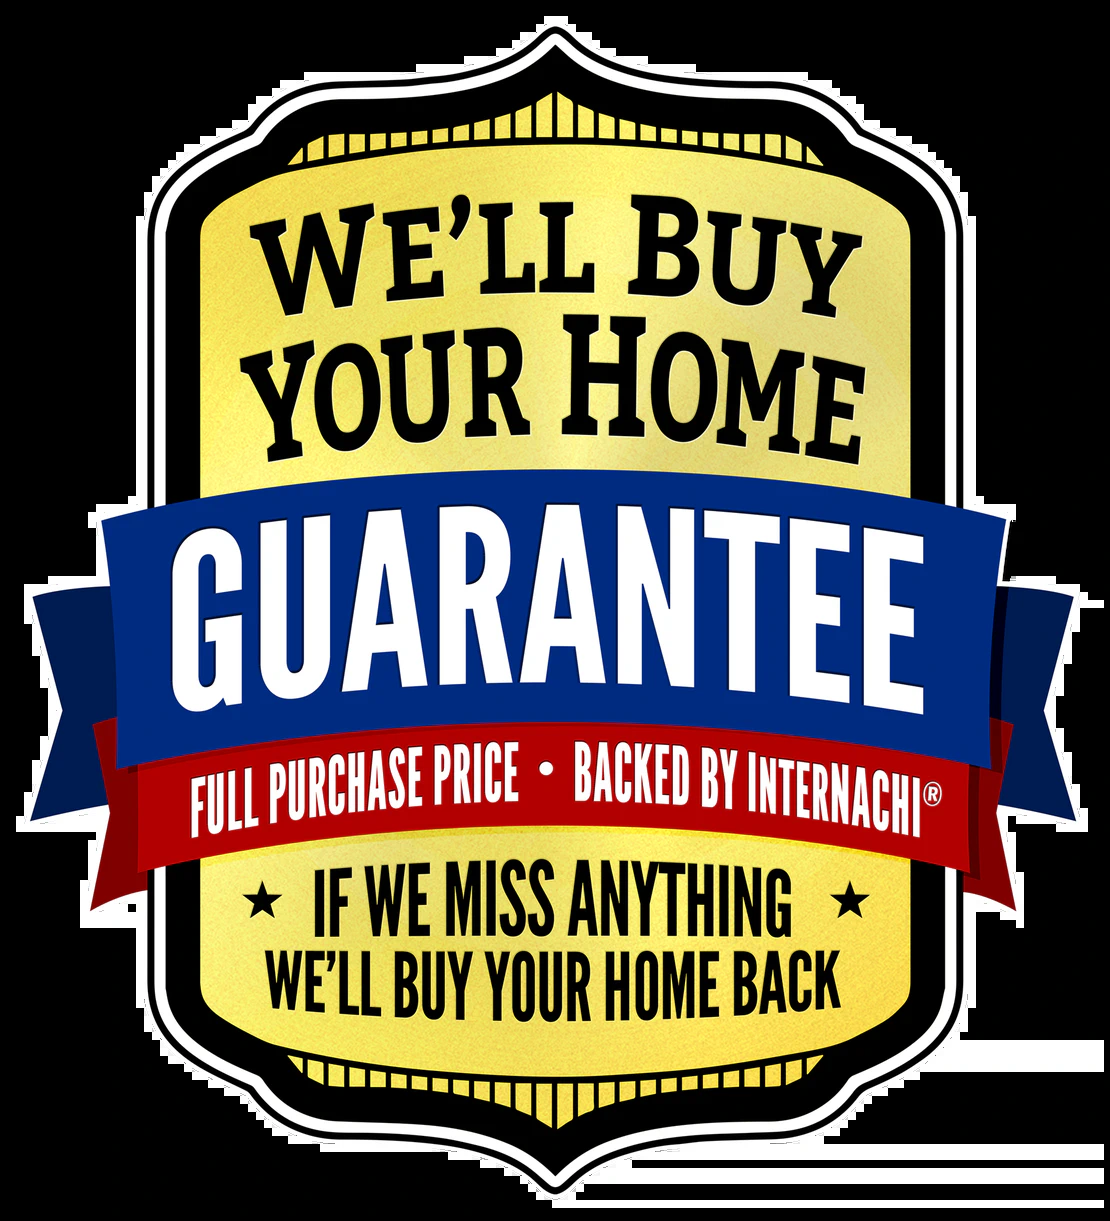 WE'LL BUY
YOUR HOME
GUARANTEE
FULL PURCHASE PRICE • BACKED BY INTERNACHI®
★ IF WE MISS ANYTHING ★
WE'LL BUY YOUR HOME BACK